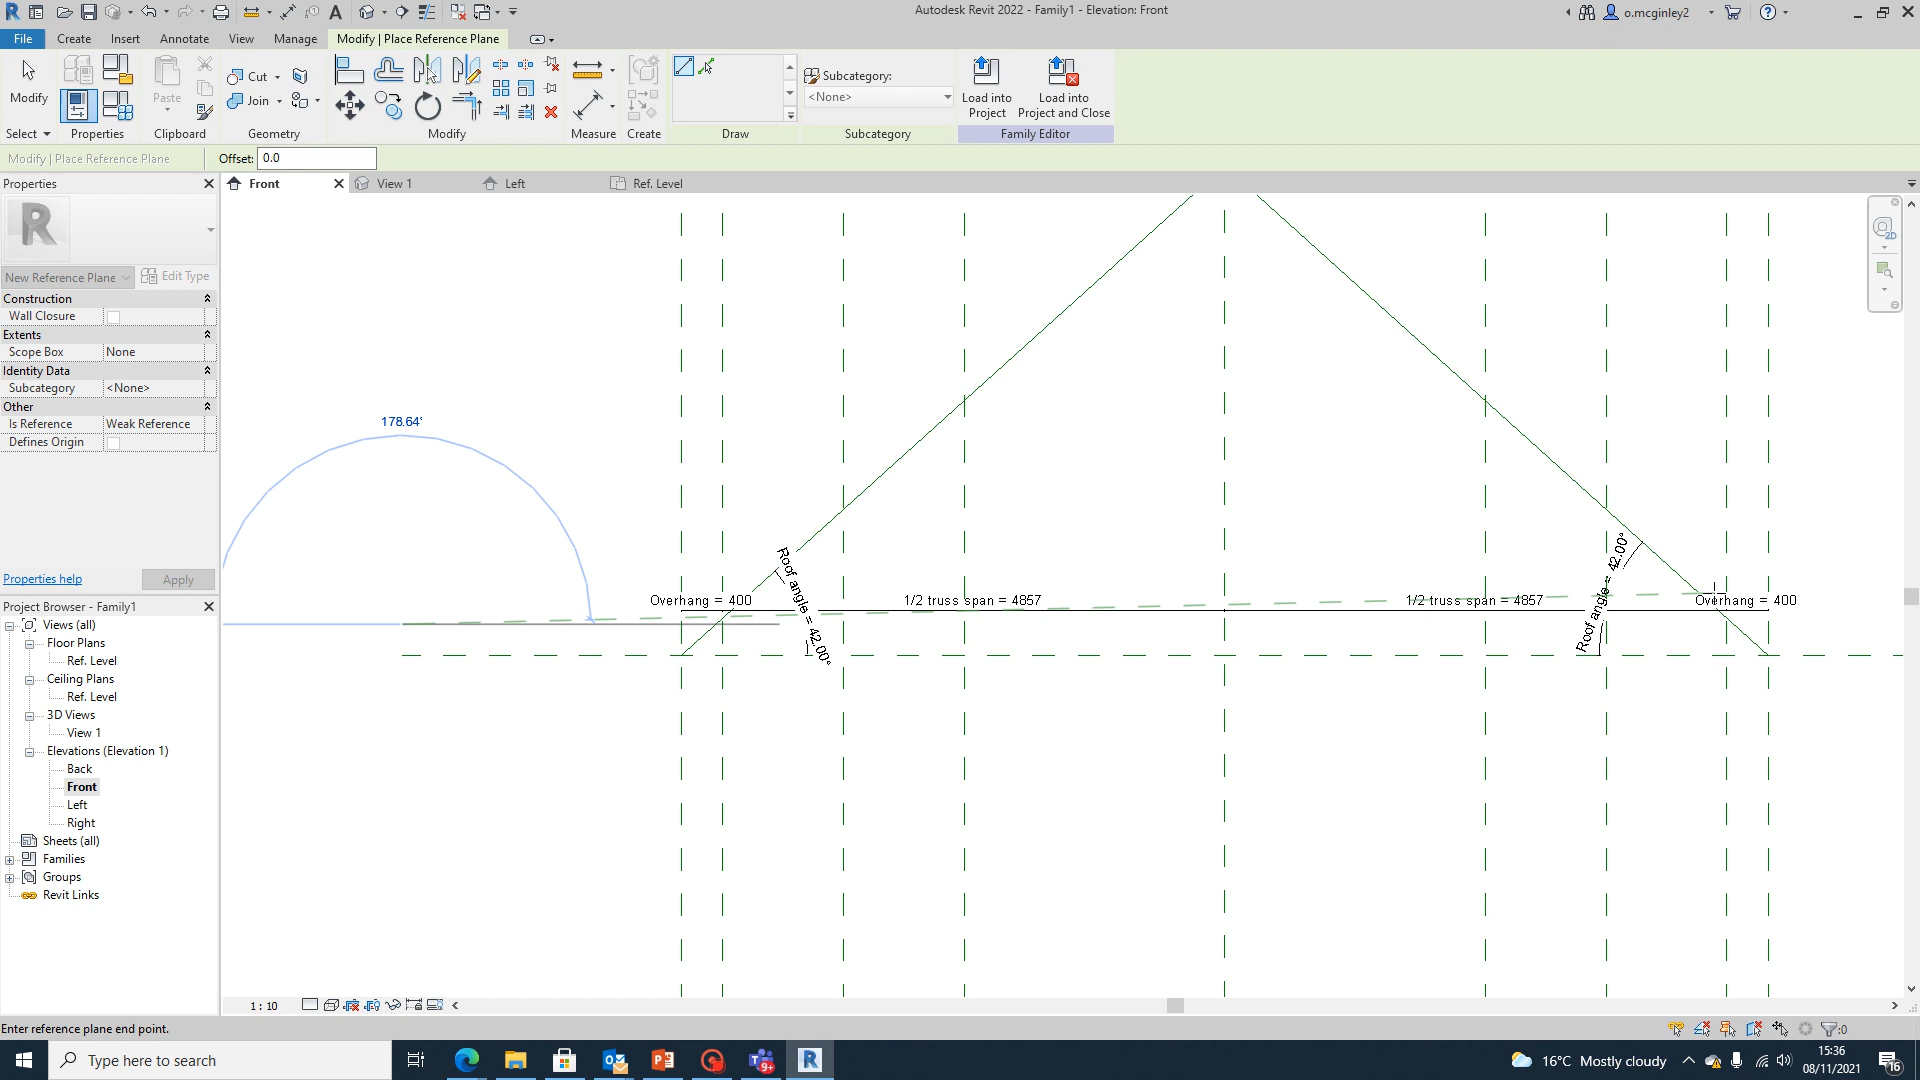 Autodesk Revit 2022 - Family1 - Elevation: Front
o.mcginley2
File Create Insert Annotate View Manage Modify | Place Reference Plane
Modify
Paste
Cut
Join
Subcategory:
<None>
Load into
Project
Load into
Project and Close
Select Properties Clipboard Geometry Modify Measure Create Draw Subcategory Family Editor
Modify | Place Reference Plane Offset: 0.0
Properties
Front View 1 Left Ref. Level
R
New Reference Plane Edit Type
Construction
Wall Closure
Extents
Scope Box None
Identity Data
Subcategory <None>
Other
Is Reference Weak Reference
Defines Origin
Properties help Apply
Project Browser - Family1
Views (all)
Floor Plans
Ref. Level
Ceiling Plans
Ref. Level
3D Views
View 1
Elevations (Elevation 1)
Back
Front
Left
Right
Sheets (all)
Families
Groups
Revit Links
178.64°
Overhang = 400
Roof angle = 42.00°
1/2 truss span = 4857
1/2 truss span = 4857
Roof angle = 42.00°
Overhang = 400
2D
1 : 10
Enter reference plane end point.
:0
Type here to search
9+
16°C Mostly cloudy
15:36
08/11/2021
16